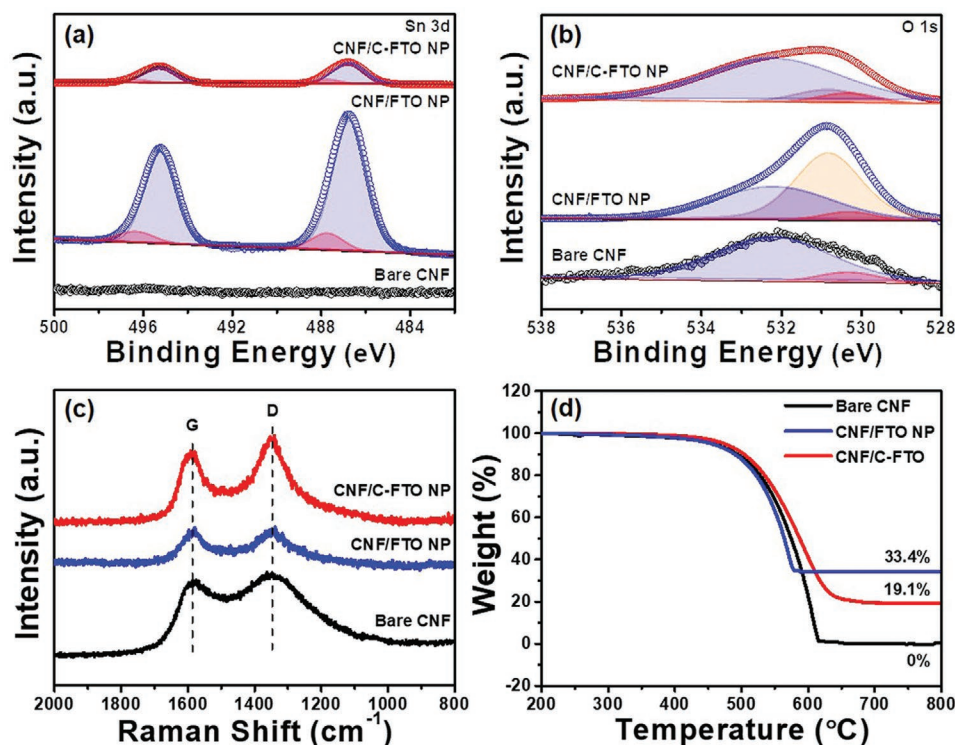 (a)
Sn 3d
CNF/C-FTO NP
CNF/FTO NP
Bare CNF
Intensity (a.u.)
500 496 492 488 484
Binding Energy (eV)
(b)
O 1s
CNF/C-FTO NP
CNF/FTO NP
Bare CNF
Intensity (a.u.)
538 536 534 532 530 528
Binding Energy (eV)
(c)
G
D
CNF/C-FTO NP
CNF/FTO NP
Bare CNF
Intensity (a.u.)
2000 1800 1600 1400 1200 1000 800
Raman Shift (cm⁻¹)
(d)
Bare CNF
CNF/FTO NP
CNF/C-FTO
33.4%
19.1%
0%
Weight (%)
120
100
80
60
40
20
0
-20
200 300 400 500 600 700 800
Temperature (°C)